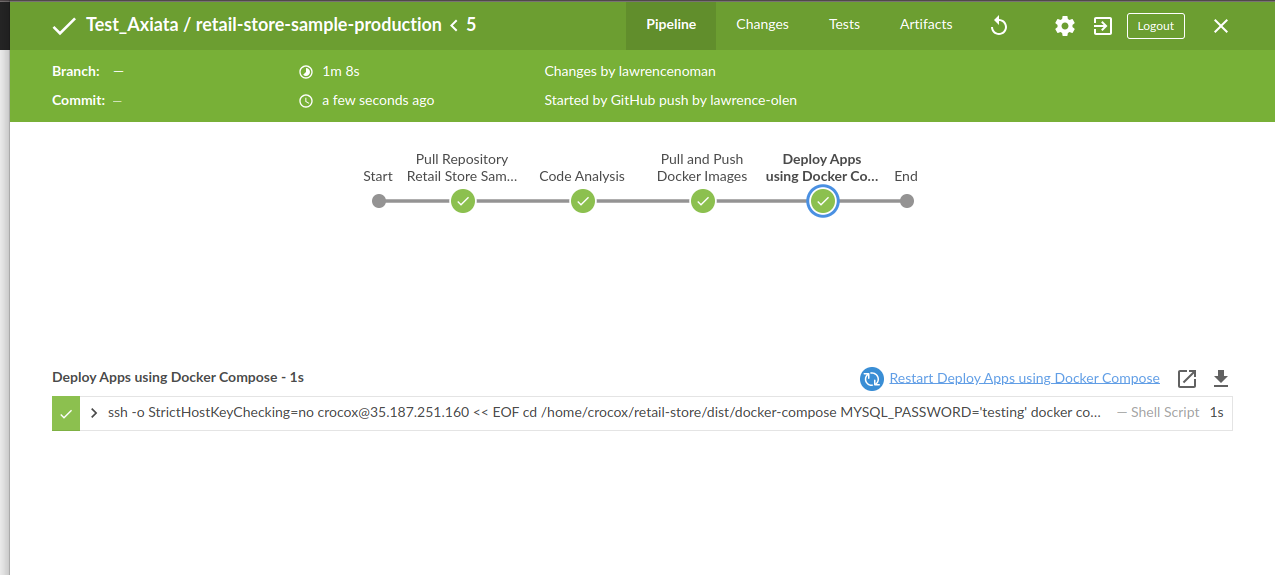 Test_Axiata / retail-store-sample-production < 5
Pipeline
Changes
Tests
Artifacts
Logout
Branch: —
1m 8s
Changes by lawrencenoman
Commit: —
a few seconds ago
Started by GitHub push by lawrence-olen
Start
Pull Repository
Retail Store Sam...
Code Analysis
Pull and Push
Docker Images
Deploy Apps
using Docker Co...
End
Deploy Apps using Docker Compose - 1s
Restart Deploy Apps using Docker Compose
ssh -o StrictHostKeyChecking=no crocox@35.187.251.160 << EOF cd /home/crocox/retail-store/dist/docker-compose MYSQL_PASSWORD='testing' docker co... — Shell Script 1s